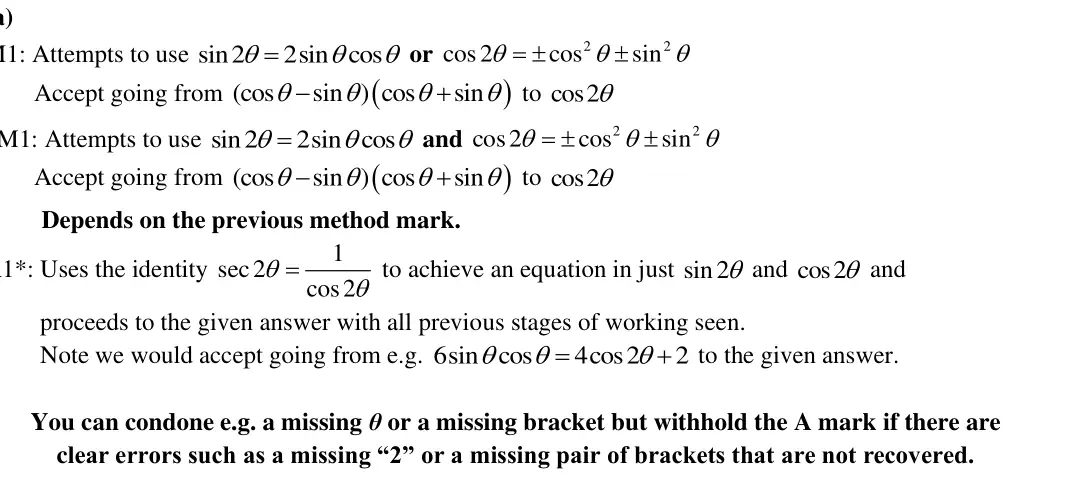 a)
M1: Attempts to use sin 2θ = 2 sin θ cos θ or cos 2θ = ± cos² θ ± sin² θ
Accept going from (cos θ − sin θ)(cos θ + sin θ) to cos 2θ
M1: Attempts to use sin 2θ = 2 sin θ cos θ and cos 2θ = ± cos² θ ± sin² θ
Accept going from (cos θ − sin θ)(cos θ + sin θ) to cos 2θ
Depends on the previous method mark.
1*: Uses the identity sec 2θ = 1/cos 2θ to achieve an equation in just sin 2θ and cos 2θ and
proceeds to the given answer with all previous stages of working seen.
Note we would accept going from e.g. 6 sin θ cos θ = 4 cos 2θ + 2 to the given answer.
You can condone e.g. a missing θ or a missing bracket but withhold the A mark if there are
clear errors such as a missing “2” or a missing pair of brackets that are not recovered.